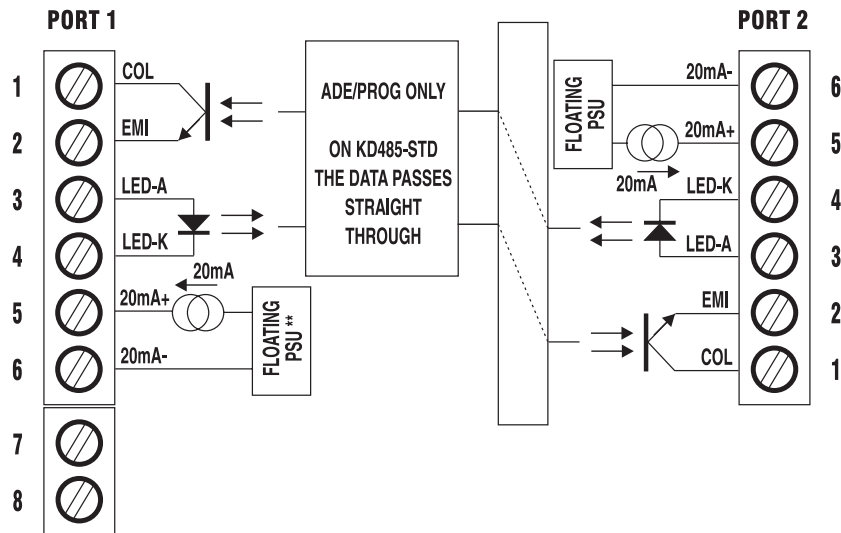 PORT 1
PORT 2
1
COL
2
EMI
3
LED-A
4
LED-K
5
20mA+
20mA
6
20mA-
FLOATING
PSU **
7
8
ADE/PROG ONLY
ON KD485-STD
THE DATA PASSES
STRAIGHT
THROUGH
FLOATING
PSU
20mA-
6
20mA+
5
20mA
LED-K
4
LED-A
3
EMI
2
COL
1